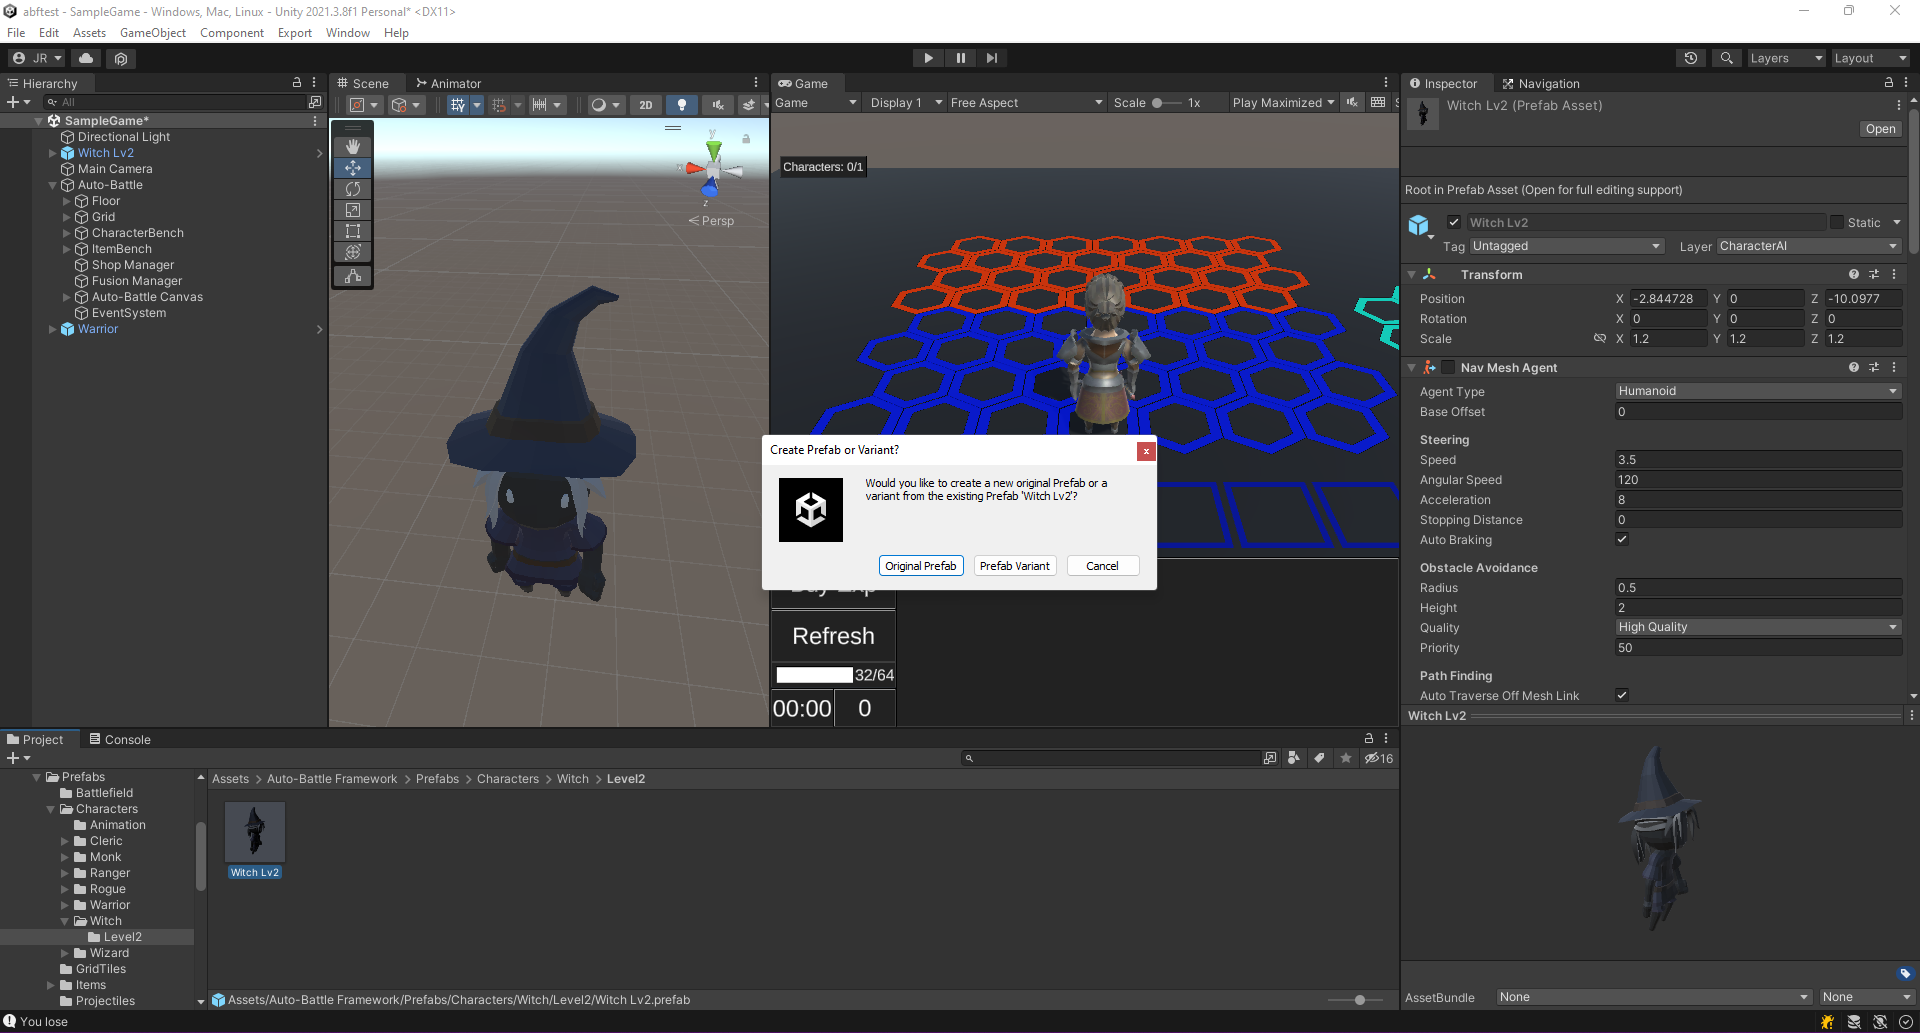 abftest - SampleGame - Windows, Mac, Linux - Unity 2021.3.8f1 Personal* <DX11>
File Edit Assets GameObject Component Export Window Help
JR Layers Layout
Hierarchy
All
SampleGame*
Directional Light
Witch Lv2
Main Camera
Auto-Battle
Floor
Grid
CharacterBench
ItemBench
Shop Manager
Fusion Manager
Auto-Battle Canvas
EventSystem
Warrior
Scene Animator
2D
y
x
z
Persp
Game
Game Display 1 Free Aspect Scale 1x Play Maximized
Characters: 0/1
Create Prefab or Variant?
x
Would you like to create a new original Prefab or a
variant from the existing Prefab 'Witch Lv2'?
Original Prefab Prefab Variant Cancel
Refresh
32/64
00:00 0
Inspector Navigation
Witch Lv2 (Prefab Asset)
Open
Root in Prefab Asset (Open for full editing support)
Witch Lv2 Static
Tag Untagged Layer CharacterAI
Transform
Position X -2.844728 Y 0 Z -10.0977
Rotation X 0 Y 0 Z 0
Scale X 1.2 Y 1.2 Z 1.2
Nav Mesh Agent
Agent Type Humanoid
Base Offset 0
Steering
Speed 3.5
Angular Speed 120
Acceleration 8
Stopping Distance 0
Auto Braking
Obstacle Avoidance
Radius 0.5
Height 2
Quality High Quality
Priority 50
Path Finding
Auto Traverse Off Mesh Link
Witch Lv2
AssetBundle None None
Project Console
16
Prefabs
Battlefield
Characters
Animation
Cleric
Monk
Ranger
Rogue
Warrior
Witch
Level2
Wizard
GridTiles
Items
Projectiles
Assets > Auto-Battle Framework > Prefabs > Characters > Witch > Level2
Witch Lv2
Assets/Auto-Battle Framework/Prefabs/Characters/Witch/Level2/Witch Lv2.prefab
You lose